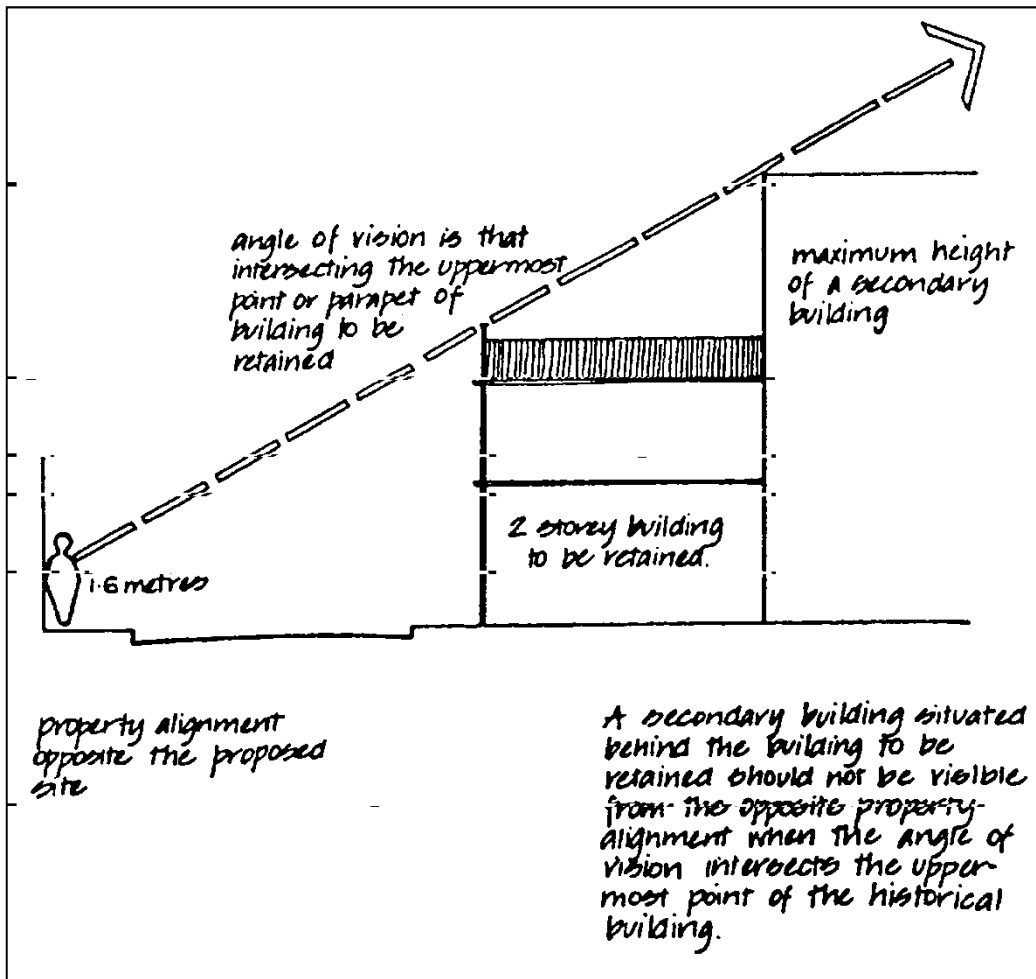 angle of vision is that
intersecting the uppermost
point or parapet of
building to be
retained
maximum height
of a secondary
building
2 storey building
to be retained.
1.6 metres
property alignment
opposite the proposed
site
A secondary building situated
behind the building to be
retained should not be visible
from the opposite property
alignment when the angle of
vision intersects the upper-
most point of the historical
building.